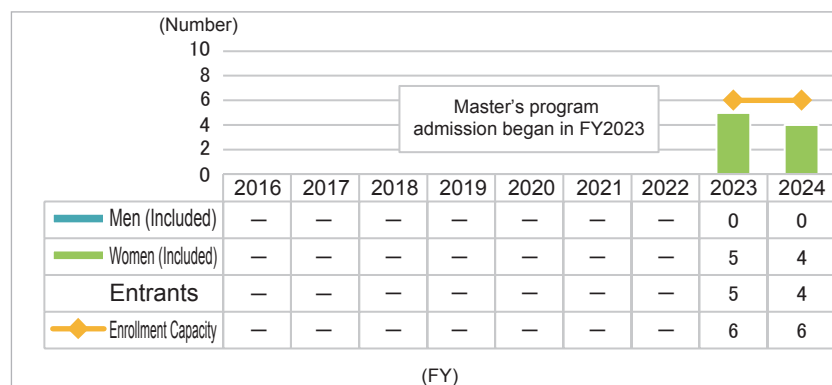 (Number)
10
8
6
4
2
0
Master's program
admission began in FY2023
2016 2017 2018 2019 2020 2021 2022 2023 2024
Men (Included) — — — — — — — 0 0
Women (Included) — — — — — — — 5 4
Entrants — — — — — — — 5 4
Enrollment Capacity — — — — — — — 6 6
(FY)